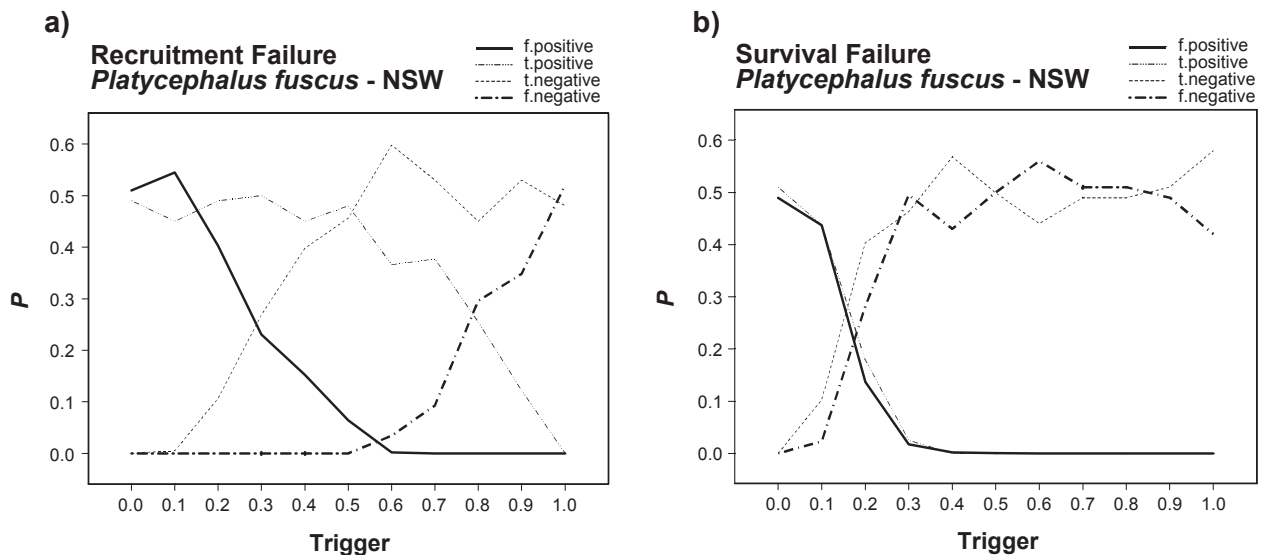 a)
Recruitment Failure
Platycephalus fuscus - NSW
f.positive
t.positive
t.negative
f.negative
P
0.6
0.5
0.4
0.3
0.2
0.1
0.0
0.0 0.1 0.2 0.3 0.4 0.5 0.6 0.7 0.8 0.9 1.0
Trigger
b)
Survival Failure
Platycephalus fuscus - NSW
f.positive
t.positive
t.negative
f.negative
P
0.6
0.5
0.4
0.3
0.2
0.1
0.0
0.0 0.1 0.2 0.3 0.4 0.5 0.6 0.7 0.8 0.9 1.0
Trigger